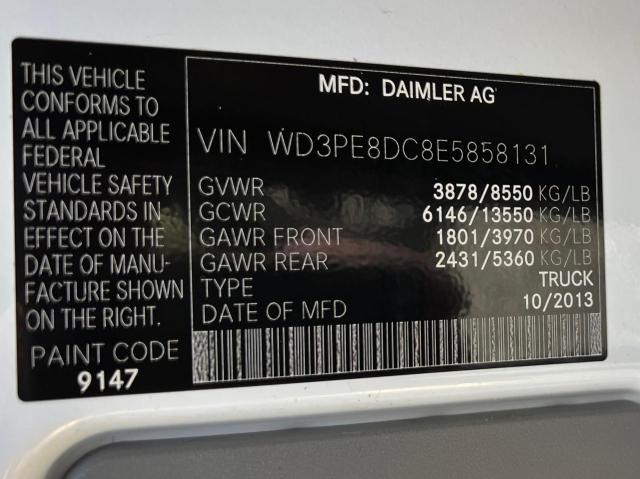 THIS VEHICLE
CONFORMS TO
ALL APPLICABLE
FEDERAL
VEHICLE SAFETY
STANDARDS IN
EFFECT ON THE
DATE OF MANU-
FACTURE SHOWN
ON THE RIGHT.
PAINT CODE
9147
MFD: DAIMLER AG
VIN WD3PE8DC8E5858131
GVWR 3878/8550 KG/LB
GCWR 6146/13550 KG/LB
GAWR FRONT 1801/3970 KG/LB
GAWR REAR 2431/5360 KG/LB
TYPE TRUCK
DATE OF MFD 10/2013